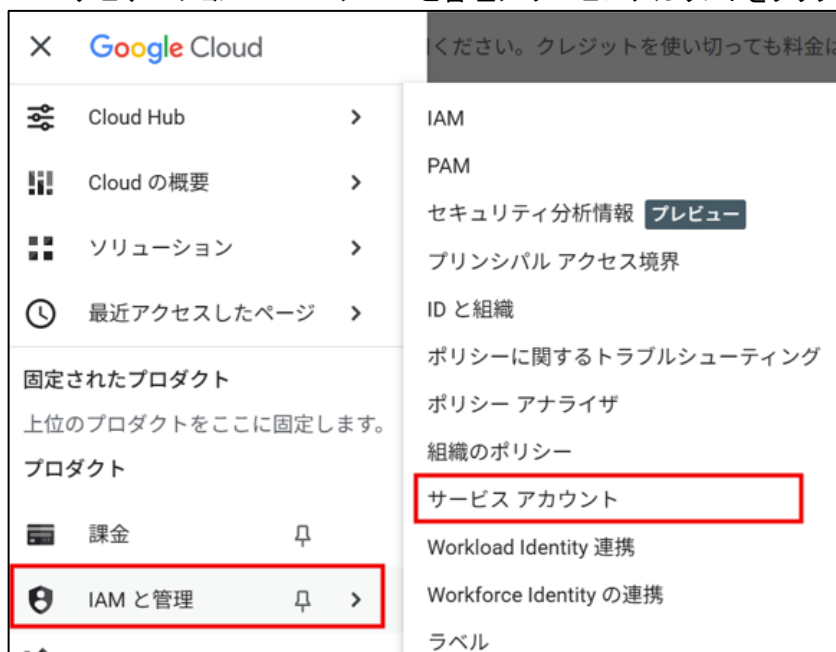 Google Cloud
ください。クレジットを使い切っても料金は
Cloud Hub
Cloud の概要
ソリューション
最近アクセスしたページ
固定されたプロダクト
上位のプロダクトをここに固定します。
プロダクト
課金
IAM と管理
IAM
PAM
セキュリティ分析情報 プレビュー
プリンシパル アクセス境界
ID と組織
ポリシーに関するトラブルシューティング
ポリシー アナライザ
組織のポリシー
サービス アカウント
Workload Identity 連携
Workforce Identity の連携
ラベル